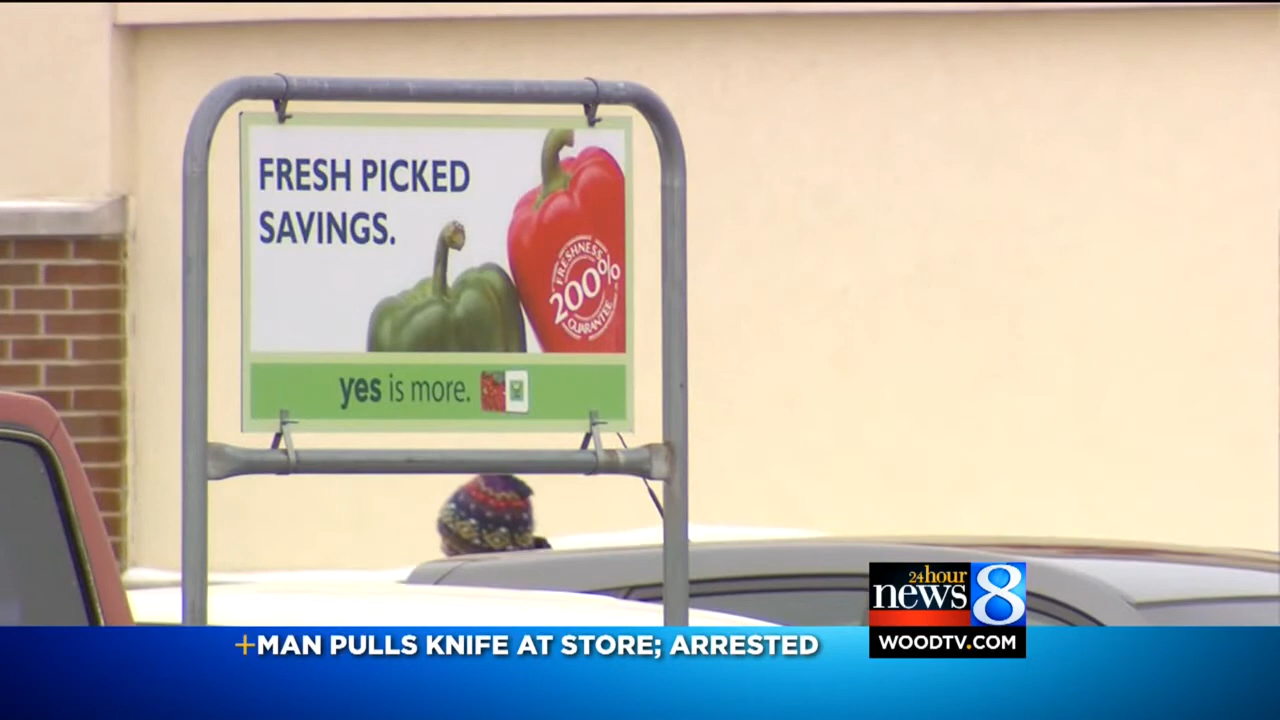 FRESH PICKED
SAVINGS.
FRESHNESS
200%
GUARANTEE
yes is more.
+MAN PULLS KNIFE AT STORE; ARRESTED
24hour
news 8
WOODTV.COM